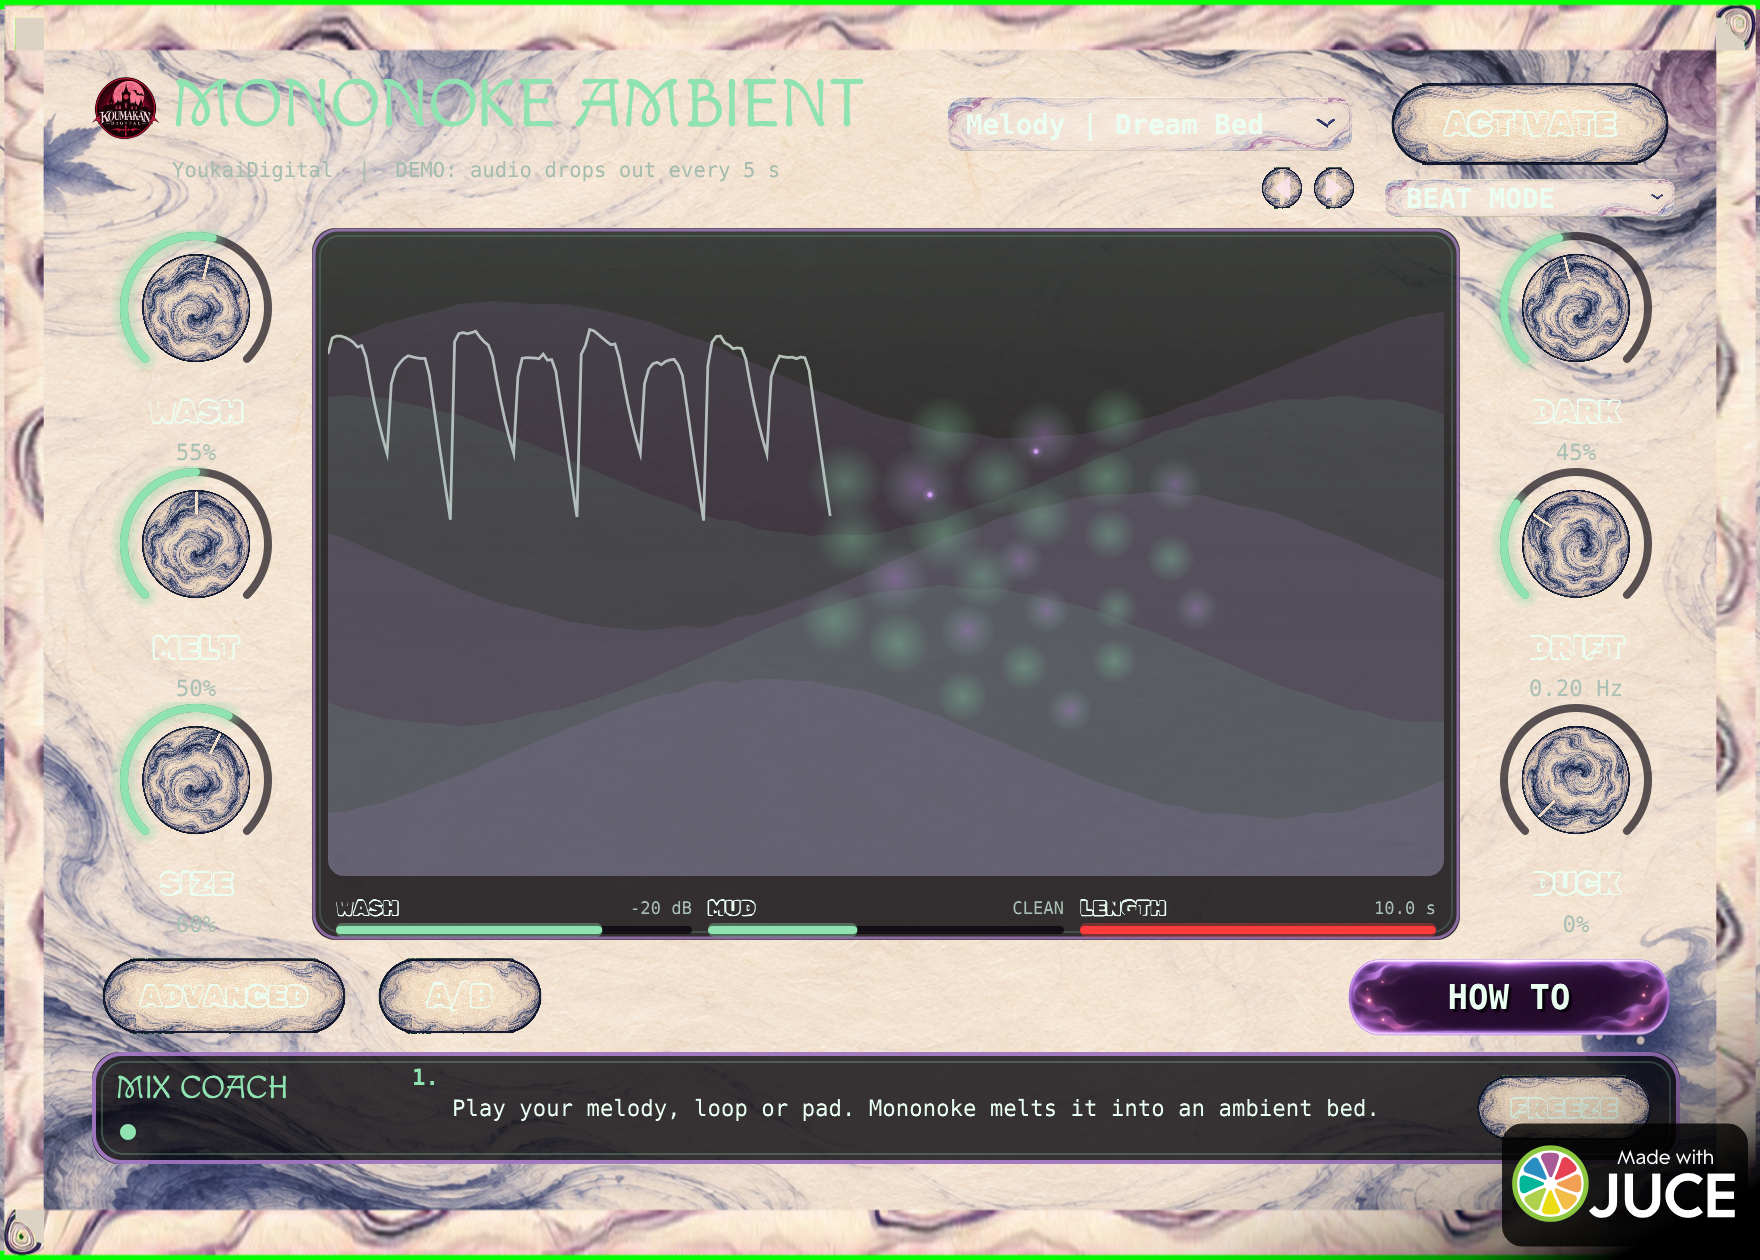 KOUMAKAN
DIGITAL
MONONOKE AMBIENT
YoukaiDigital | DEMO: audio drops out every 5 s
Melody | Dream Bed
ACTIVATE
BEAT MODE
WASH
55%
MELT
50%
SIZE
60%
DARK
45%
DRIFT
0.20 Hz
DUCK
0%
WASH -20 dB MUD CLEAN LENGTH 10.0 s
ADVANCED
A/B
HOW TO
MIX COACH
1.
Play your melody, loop or pad. Mononoke melts it into an ambient bed.
FREEZE
Made with
JUCE